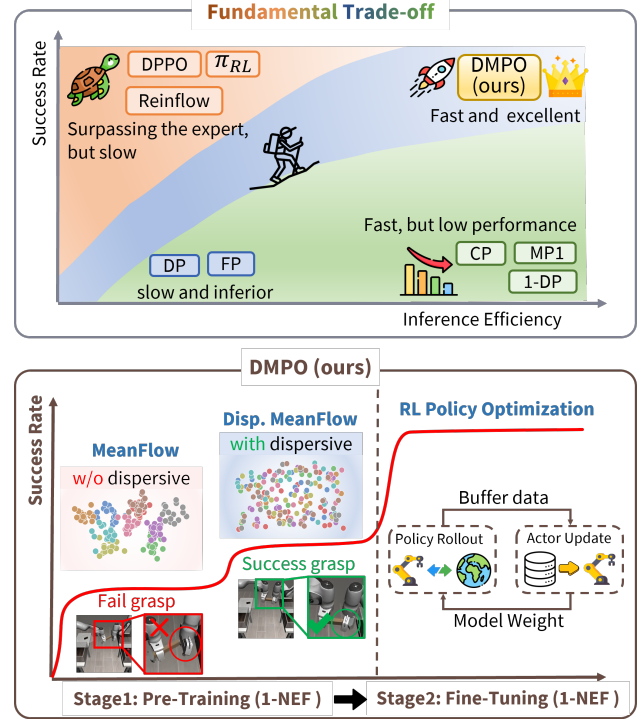 Fundamental Trade-off
Success Rate
DPPO
πRL
Reinflow
Surpassing the expert,
but slow
DMPO
(ours)
Fast and excellent
Fast, but low performance
CP
MP1
1-DP
DP
FP
slow and inferior
Inference Efficiency
DMPO (ours)
Success Rate
MeanFlow
w/o dispersive
Disp. MeanFlow
with dispersive
RL Policy Optimization
Fail grasp
Success grasp
Buffer data
Policy Rollout
Actor Update
Model Weight
Stage1: Pre-Training (1-NEF )
Stage2: Fine-Tuning (1-NEF )